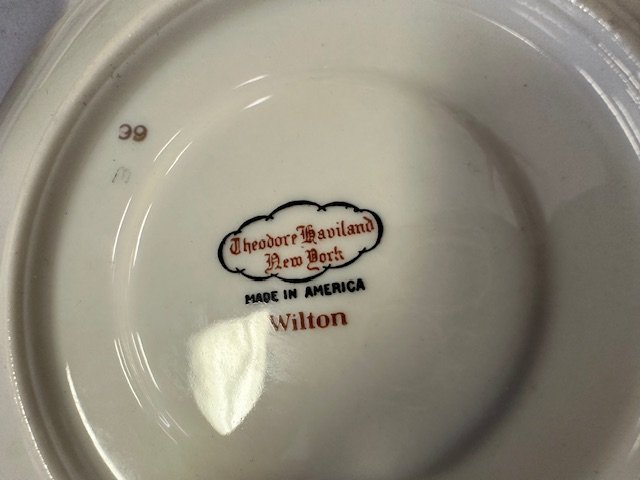 39
Theodore Haviland
New York
MADE IN AMERICA
Wilton